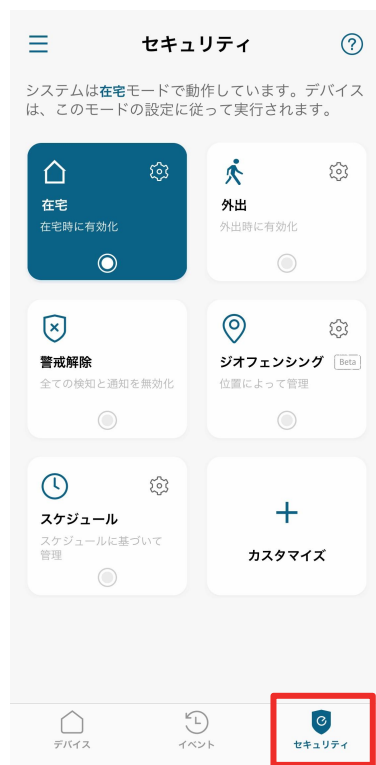 セキュリティ
システムは在宅モードで動作しています。デバイス
は、このモードの設定に従って実行されます。
在宅
在宅時に有効化
外出
外出時に有効化
警戒解除
全ての検知と通知を無効化
ジオフェンシング Beta
位置によって管理
スケジュール
スケジュールに基づいて
管理
カスタマイズ
デバイス
イベント
セキュリティ